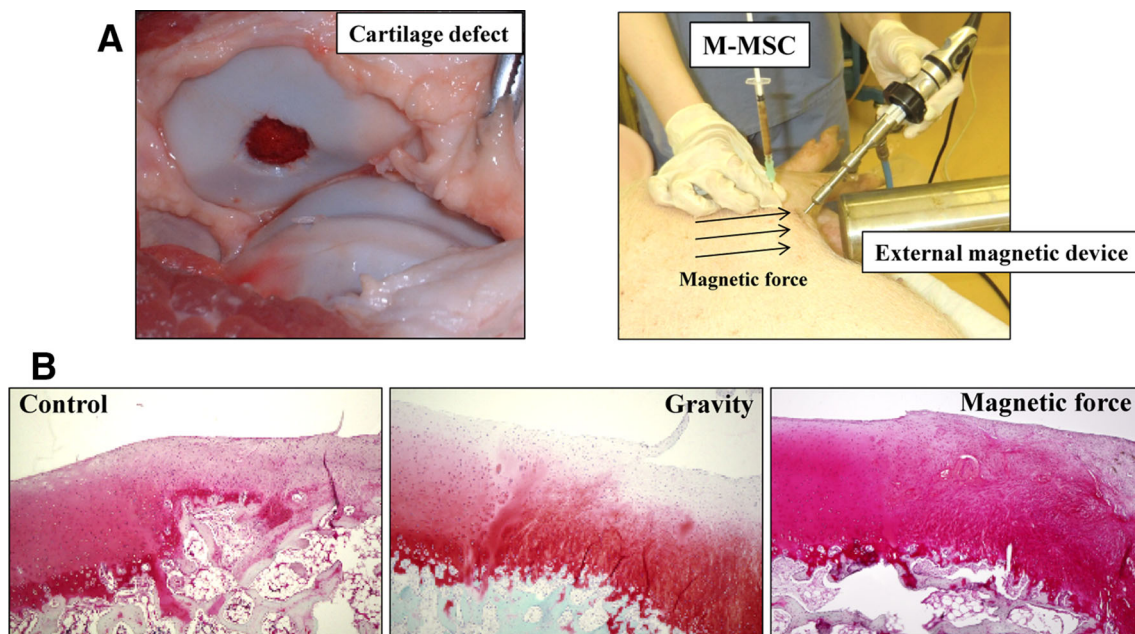 A
Cartilage defect
M-MSC
Magnetic force
External magnetic device
B
Control
Gravity
Magnetic force